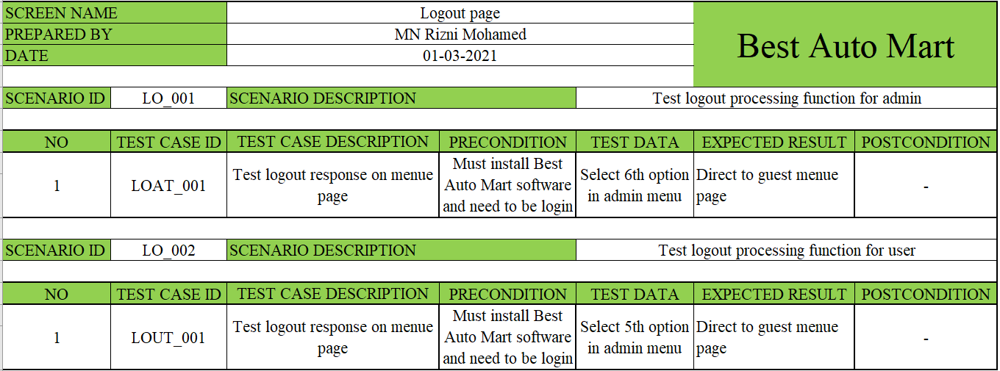 SCREEN NAME Logout page
PREPARED BY MN Rizni Mohamed
DATE 01-03-2021
Best Auto Mart
SCENARIO ID LO_001 SCENARIO DESCRIPTION Test logout processing function for admin
NO TEST CASE ID TEST CASE DESCRIPTION PRECONDITION TEST DATA EXPECTED RESULT POSTCONDITION
1
LOAT_001
Test logout response on menue
page
Must install Best
Auto Mart software
and need to be login
Select 6th option
in admin menu
Direct to guest menue
page
-
SCENARIO ID LO_002 SCENARIO DESCRIPTION Test logout processing function for user
NO TEST CASE ID TEST CASE DESCRIPTION PRECONDITION TEST DATA EXPECTED RESULT POSTCONDITION
1
LOUT_001
Test logout response on menue
page
Must install Best
Auto Mart software
and need to be login
Select 5th option
in admin menu
Direct to guest menue
page
-